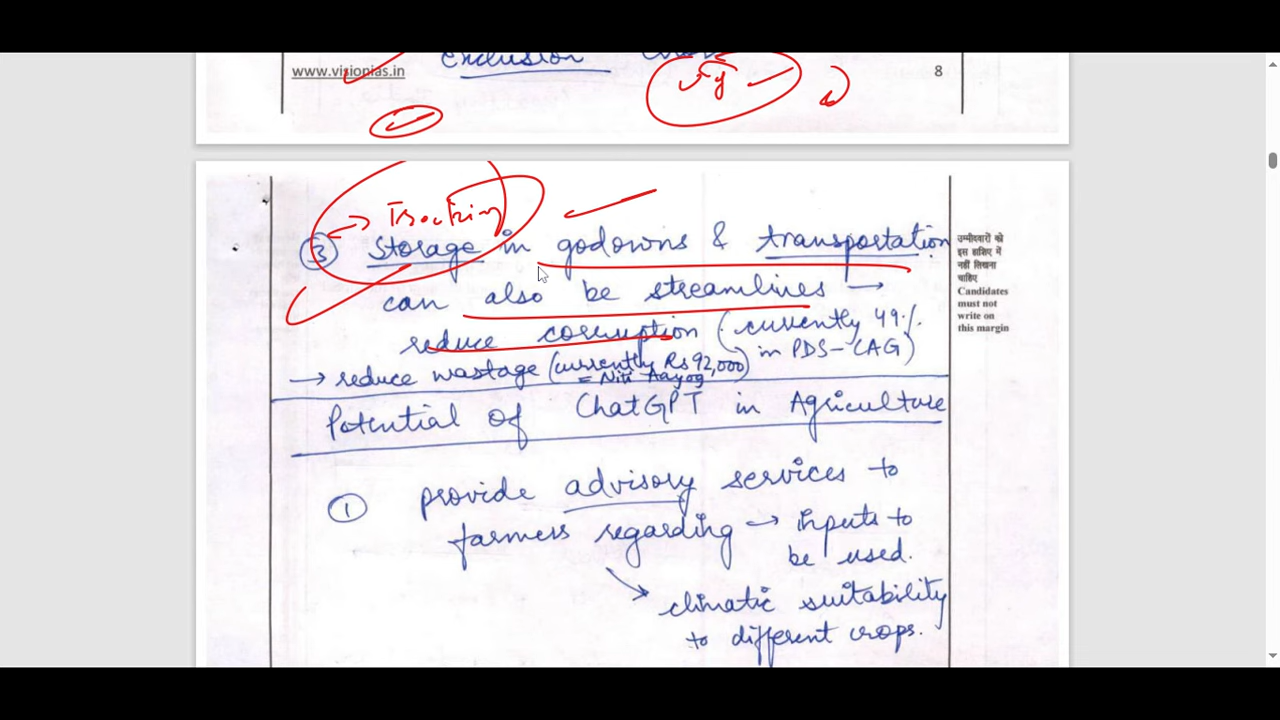 exclusion
www.visionias.in
8
→ Tracking
③ Storage in godowns & transportation
can also be streamlines →
reduce corruption (currently 49%
in PDS-CAG)
→ reduce wastage (currently Rs 92,000)
= Niti Aayog
Potential of ChatGPT in Agriculture
① provide advisory services to
farmers regarding → inputs to
be used.
climatic suitability
to different crops.
उम्मीदवारों को
इस हाशिए में
नहीं लिखना
चाहिए
Candidates
must not
write on
this margin